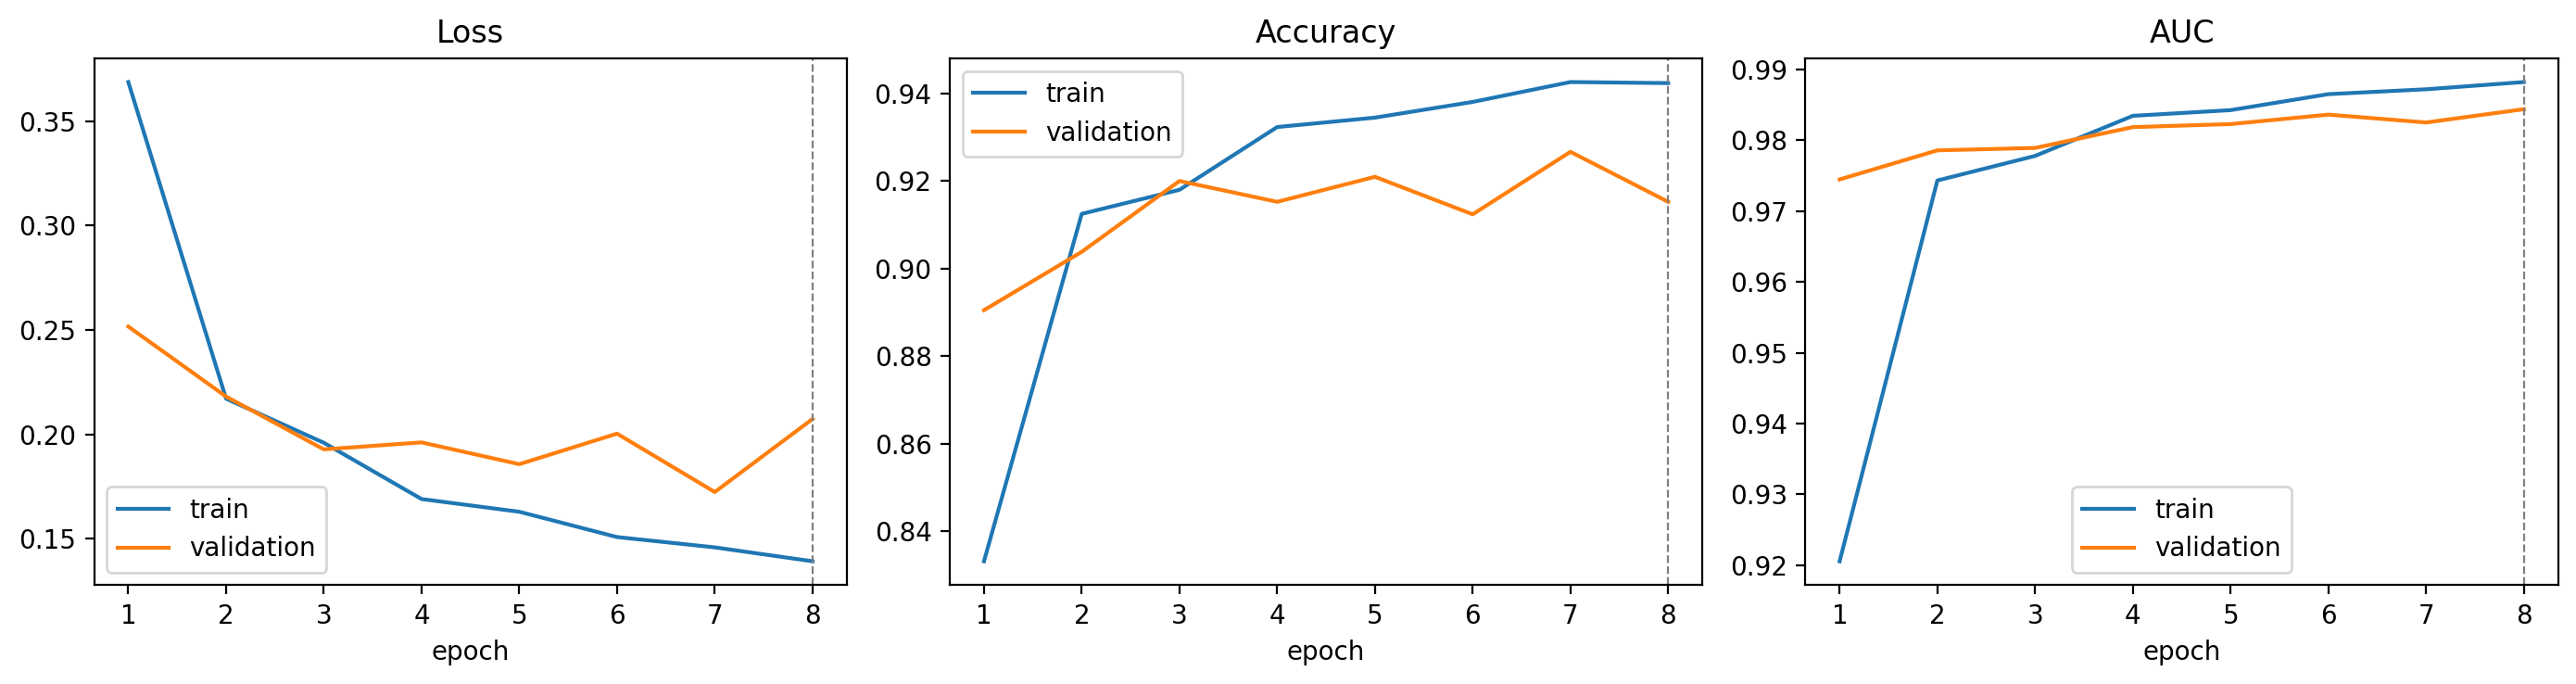 Loss
0.35
0.30
0.25
0.20
0.15
train
validation
1 2 3 4 5 6 7 8
epoch
Accuracy
0.94
0.92
0.90
0.88
0.86
0.84
train
validation
1 2 3 4 5 6 7 8
epoch
AUC
0.99
0.98
0.97
0.96
0.95
0.94
0.93
0.92
train
validation
1 2 3 4 5 6 7 8
epoch